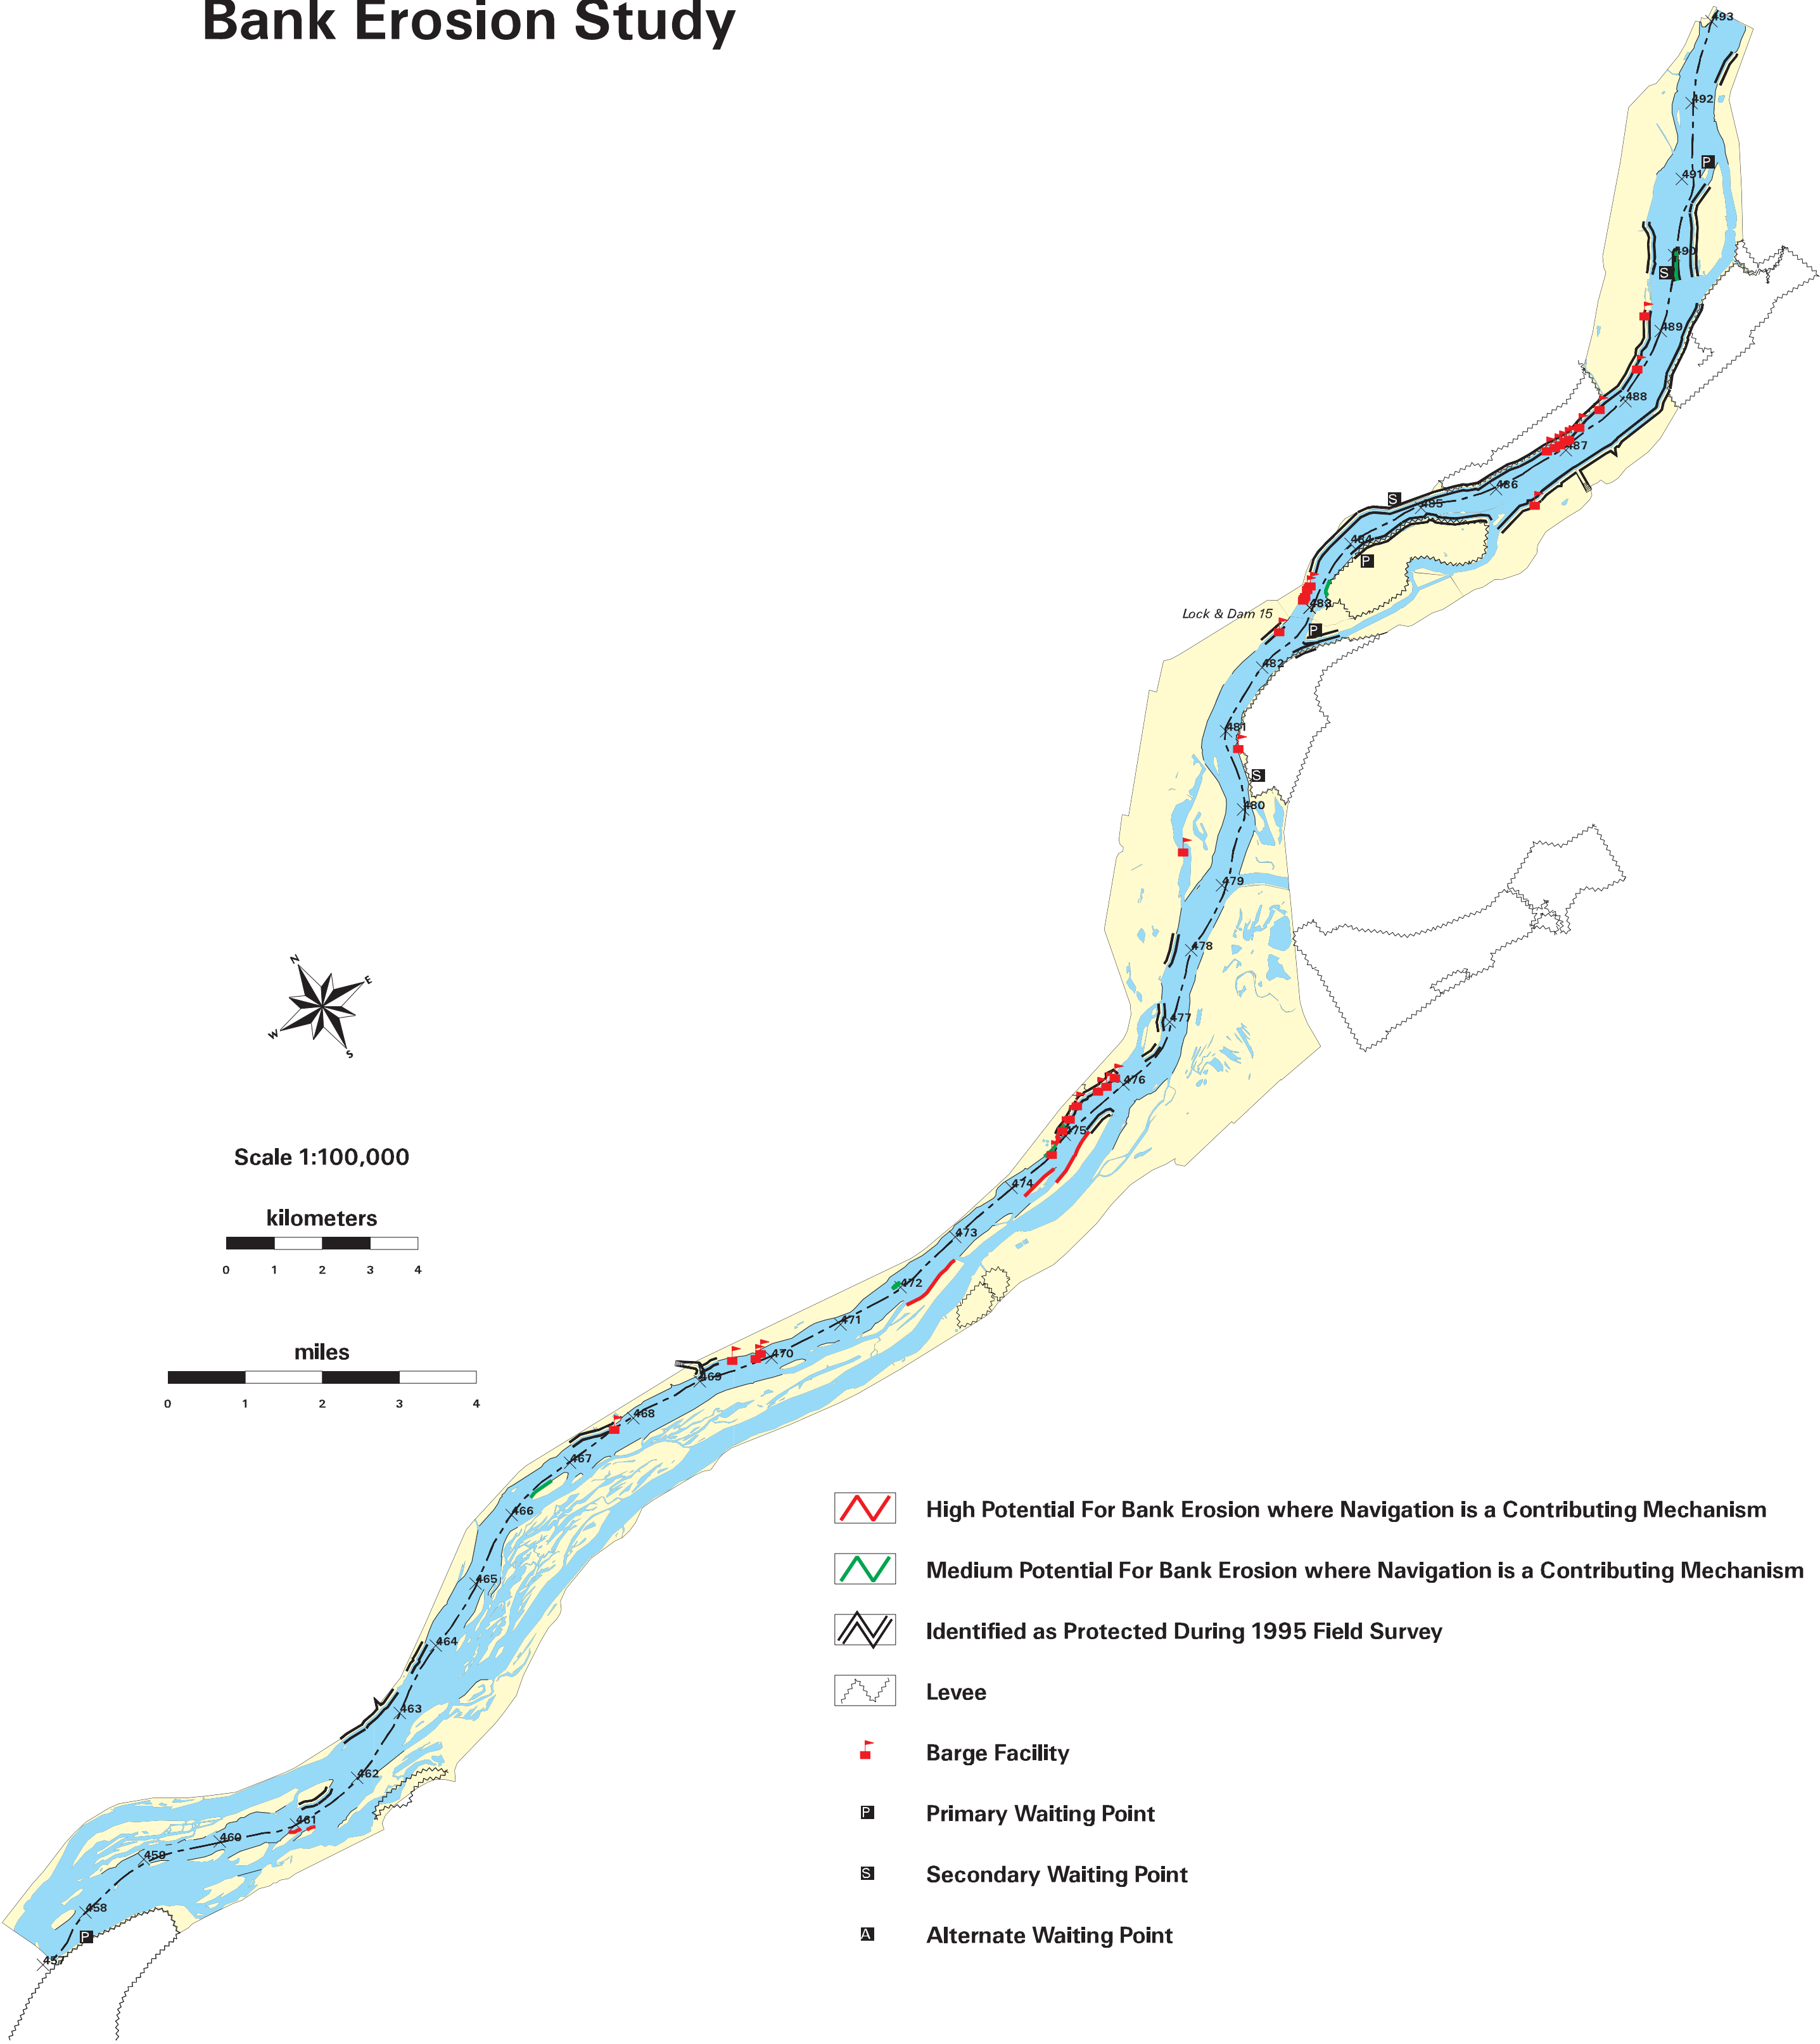 Bank Erosion Study
493
492
P
491
490
S
489
488
487
486
S
485
484
P
483
Lock & Dam 15
P
482
481
S
480
479
478
N
E
W
S
477
476
475
Scale 1:100,000
474
kilometers
473
0 1 2 3 4
472
471
miles
470
469
0 1 2 3 4
468
467
466
High Potential For Bank Erosion where Navigation is a Contributing Mechanism
Medium Potential For Bank Erosion where Navigation is a Contributing Mechanism
465
Identified as Protected During 1995 Field Survey
464
Levee
463
Barge Facility
462
P Primary Waiting Point
461
460
459
S Secondary Waiting Point
458
P
A Alternate Waiting Point
457